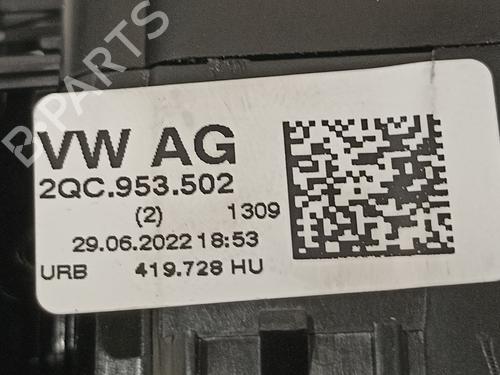 B-PARTS
VW AG
2QC.953.502
(2) 1309
29.06.2022 18:53
URB 419.728 HU